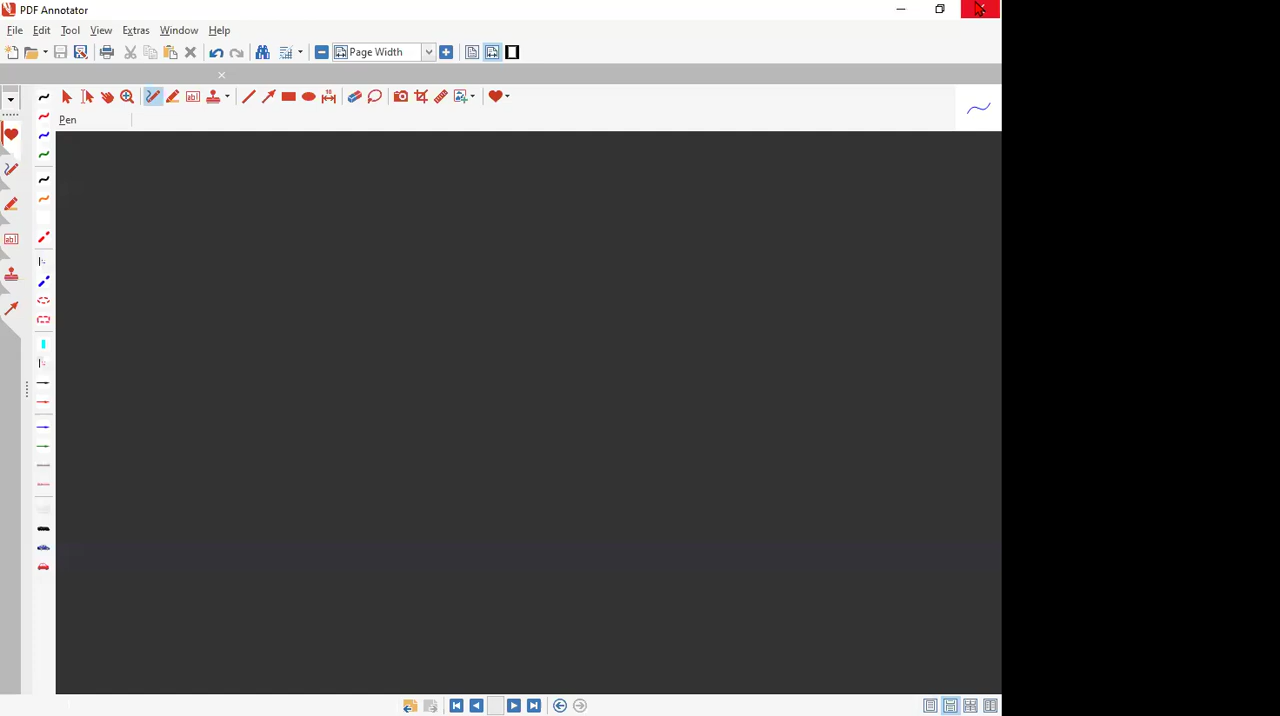 PDF Annotator
File Edit Tool View Extras Window Help
Page Width
Pen